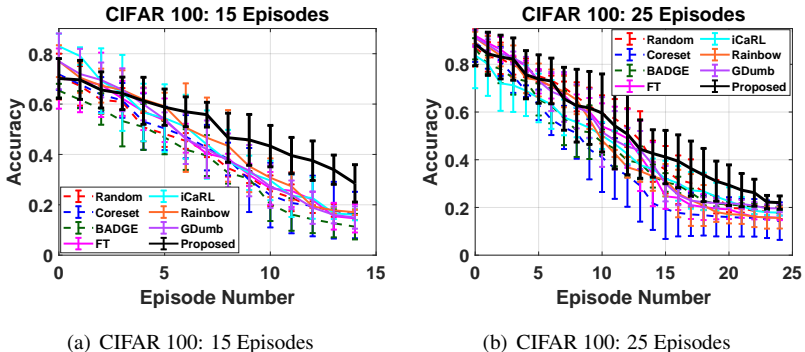 CIFAR 100: 15 Episodes
0.8
0.6
0.4
0.2
0
Accuracy
Random
Coreset
BADGE
FT
iCaRL
Rainbow
GDumb
Proposed
0 5 10 15
Episode Number
(a) CIFAR 100: 15 Episodes
CIFAR 100: 25 Episodes
0.8
0.6
0.4
0.2
0
Accuracy
Random
Coreset
BADGE
FT
iCaRL
Rainbow
GDumb
Proposed
0 5 10 15 20 25
Episode Number
(b) CIFAR 100: 25 Episodes